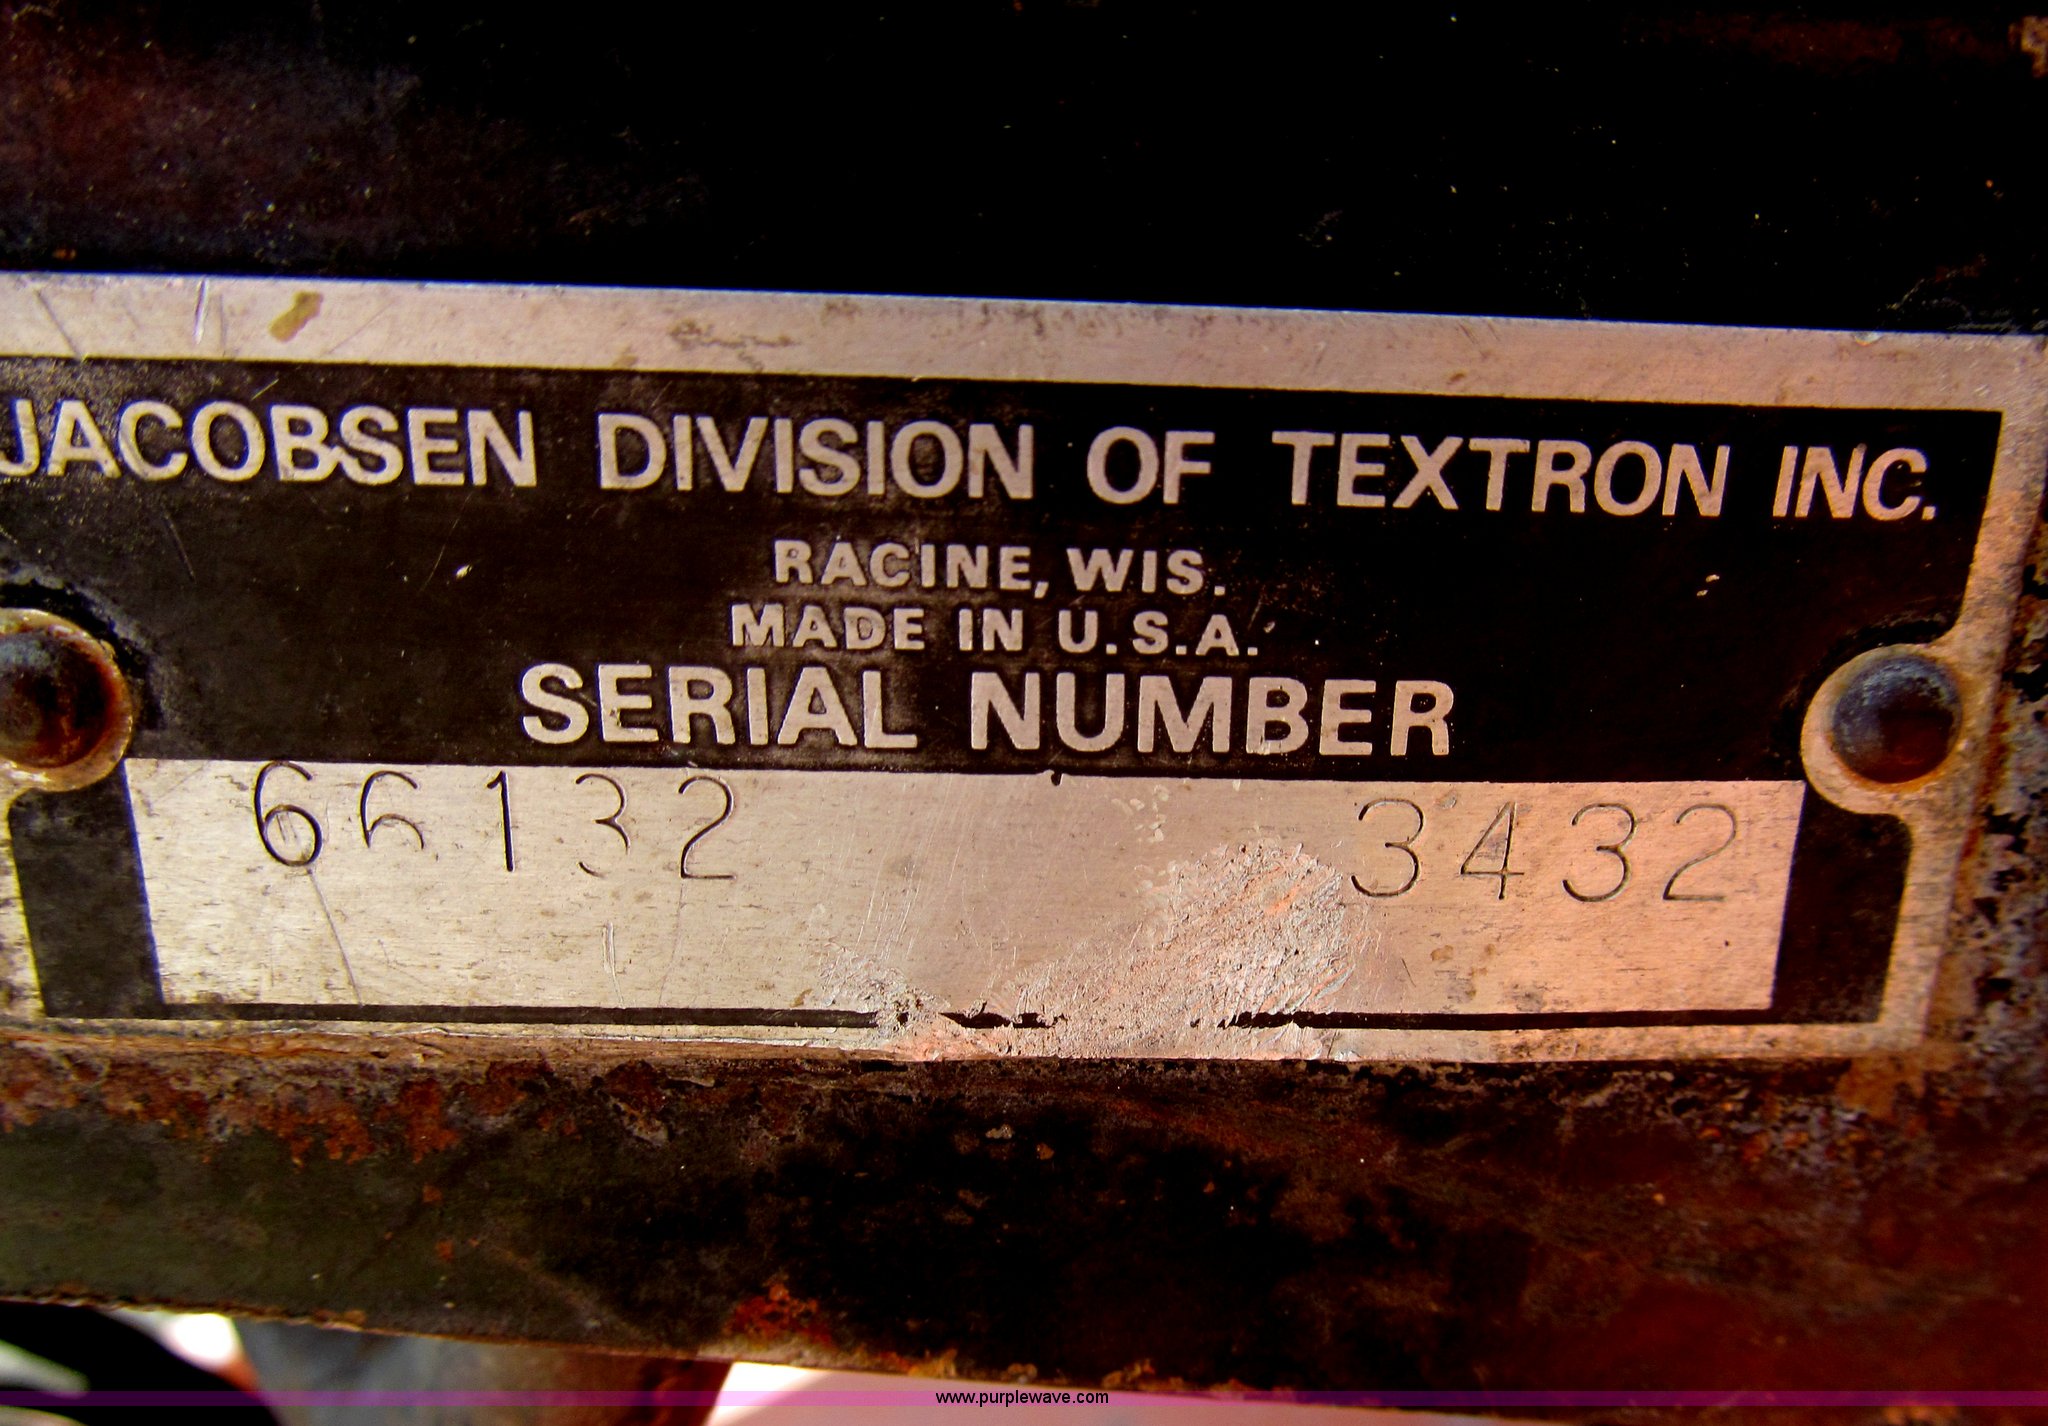 JACOBSEN DIVISION OF TEXTRON INC.
RACINE, WIS.
MADE IN U.S.A.
SERIAL NUMBER
66132 3432
www.purplewave.com